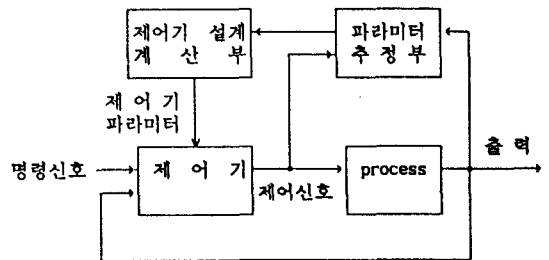 제어기 설계
계 산 부
파라미터
추 정 부
제 어 기
파라미터
명령신호
제 어 기
제어신호
process
출 력